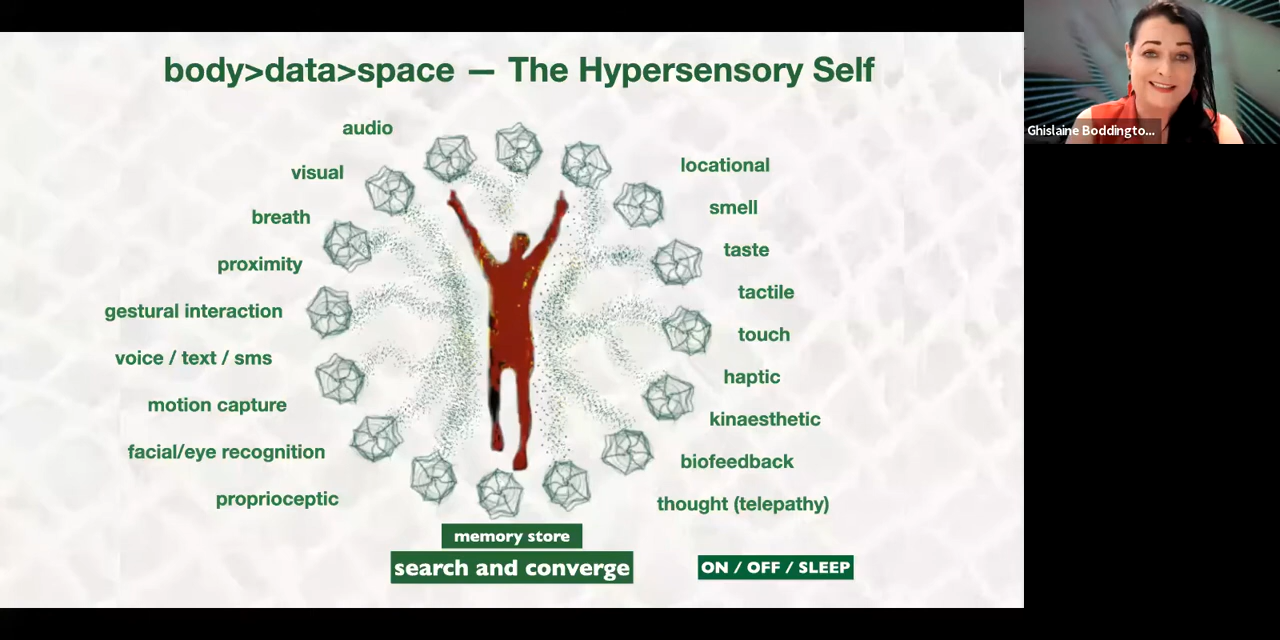 body>data>space — The Hypersensory Self
audio
visual
breath
proximity
gestural interaction
voice / text / sms
motion capture
facial/eye recognition
proprioceptic
locational
smell
taste
tactile
touch
haptic
kinaesthetic
biofeedback
thought (telepathy)
memory store
search and converge
ON / OFF / SLEEP
Ghislaine Boddingto...